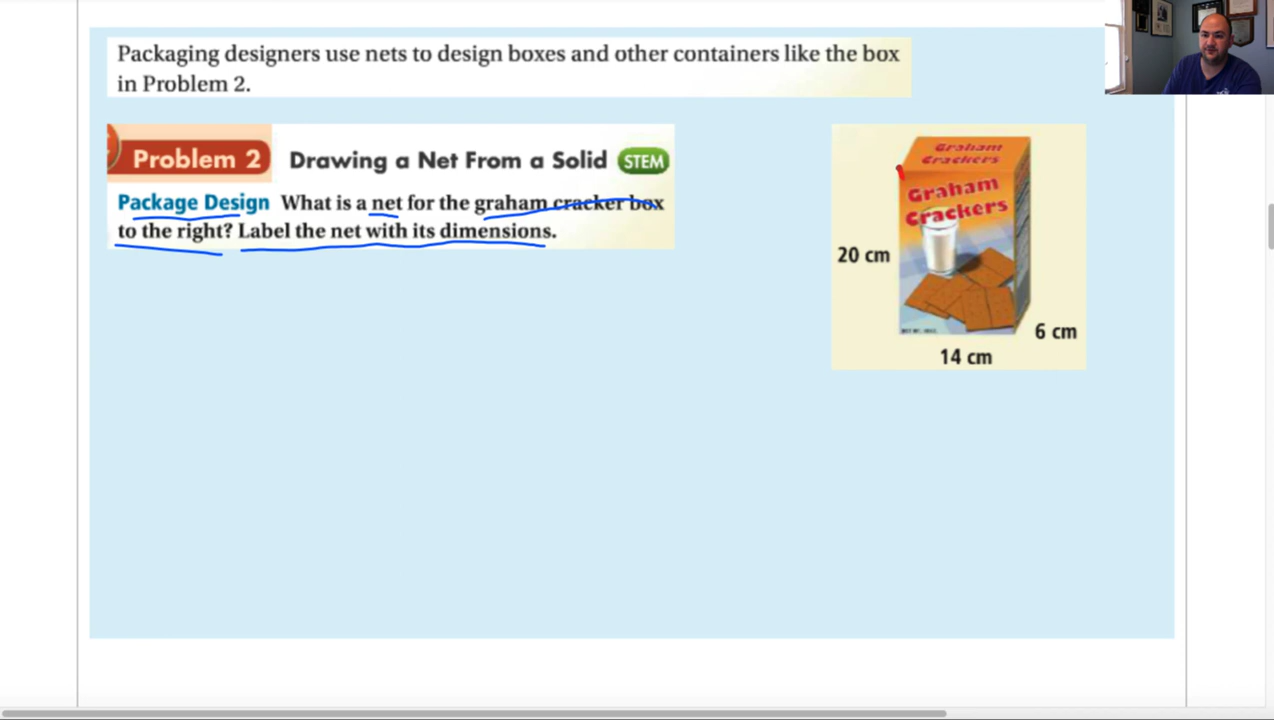 Packaging designers use nets to design boxes and other containers like the box
in Problem 2.
Problem 2 Drawing a Net From a Solid STEM
Package Design What is a net for the graham cracker box
to the right? Label the net with its dimensions.
Graham
Crackers
Graham
Crackers
20 cm
6 cm
14 cm